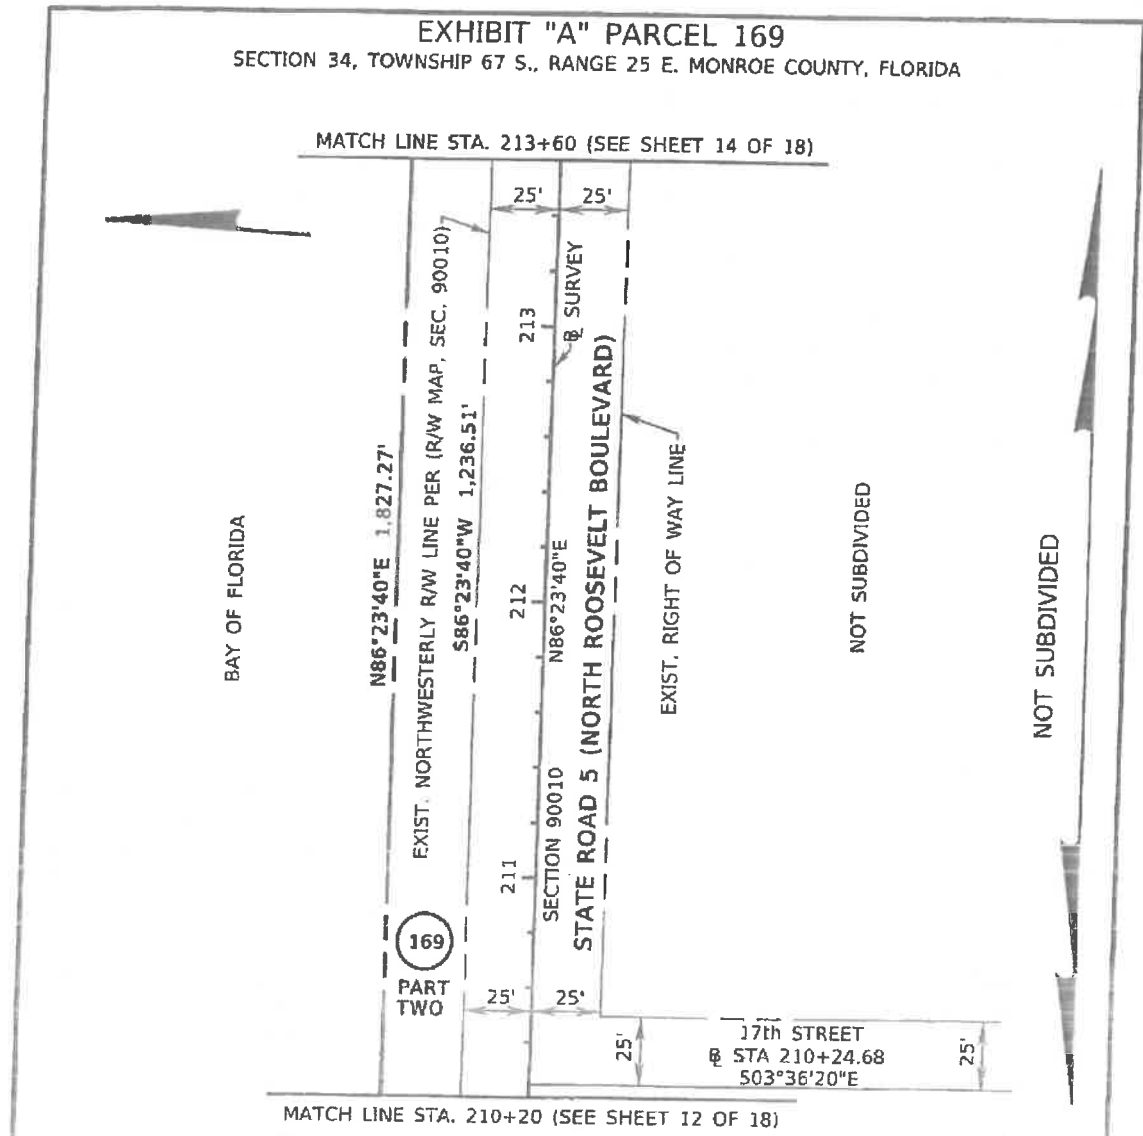 EXHIBIT "A" PARCEL 169
SECTION 34, TOWNSHIP 67 S., RANGE 25 E. MONROE COUNTY, FLORIDA
MATCH LINE STA. 213+60 (SEE SHEET 14 OF 18)
25'
25'
BAY OF FLORIDA
N86°23'40"E 1,827.27'
EXIST. NORTHWESTERLY R/W LINE PER (R/W MAP, SEC. 90010)
S86°23'40"W 1,236.51'
213
212
211
℄ SURVEY
N86°23'40"E
SECTION 90010
STATE ROAD 5 (NORTH ROOSEVELT BOULEVARD)
EXIST. RIGHT OF WAY LINE
NOT SUBDIVIDED
NOT SUBDIVIDED
169
PART
TWO
25'
25'
25'
17th STREET
℄ STA 210+24.68
S03°36'20"E
25'
MATCH LINE STA. 210+20 (SEE SHEET 12 OF 18)